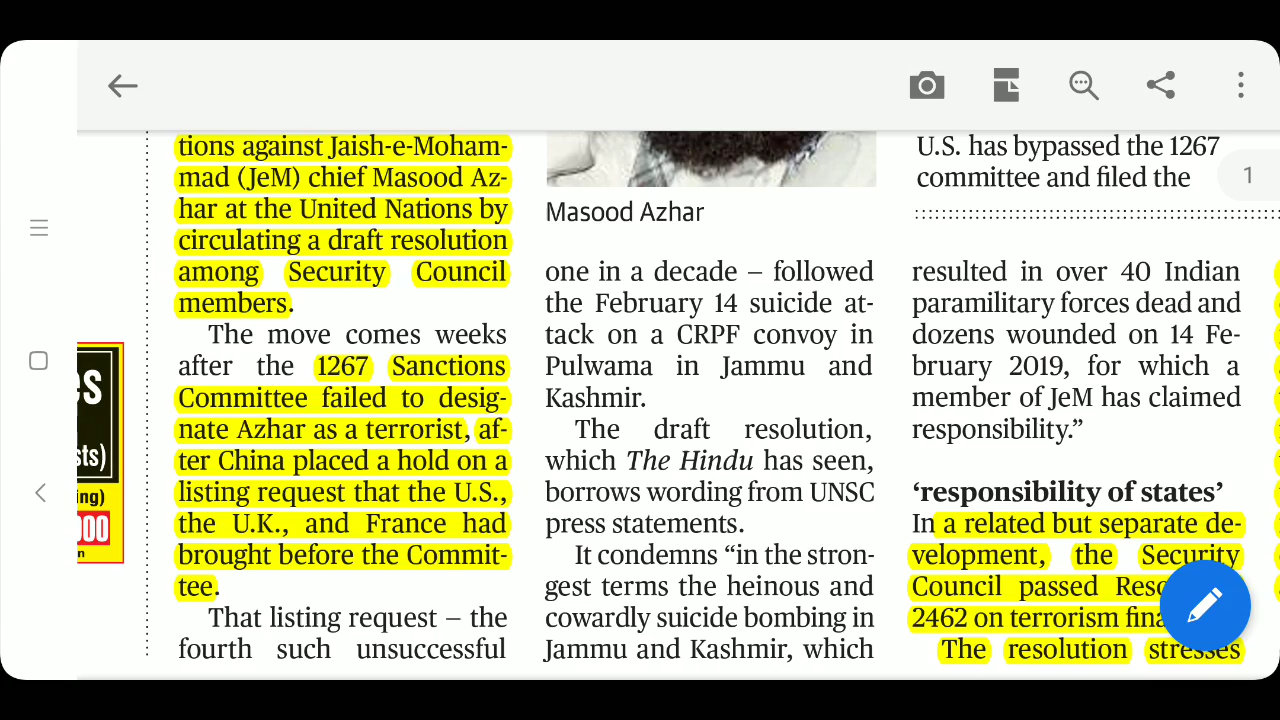 tions against Jaish-e-Moham-
mad (JeM) chief Masood Az-
har at the United Nations by
circulating a draft resolution
among Security Council
members.
The move comes weeks
after the 1267 Sanctions
Committee failed to desig-
nate Azhar as a terrorist, af-
ter China placed a hold on a
listing request that the U.S.,
the U.K., and France had
brought before the Commit-
tee.
That listing request – the
fourth such unsuccessful
Masood Azhar
one in a decade – followed
the February 14 suicide at-
tack on a CRPF convoy in
Pulwama in Jammu and
Kashmir.
The draft resolution,
which The Hindu has seen,
borrows wording from UNSC
press statements.
It condemns “in the stron-
gest terms the heinous and
cowardly suicide bombing in
Jammu and Kashmir, which
U.S. has bypassed the 1267
committee and filed the
1
resulted in over 40 Indian
paramilitary forces dead and
dozens wounded on 14 Fe-
bruary 2019, for which a
member of JeM has claimed
responsibility.”
‘responsibility of states’
In a related but separate de-
velopment, the Security
Council passed
2462 on terrorism
The resolution stresses